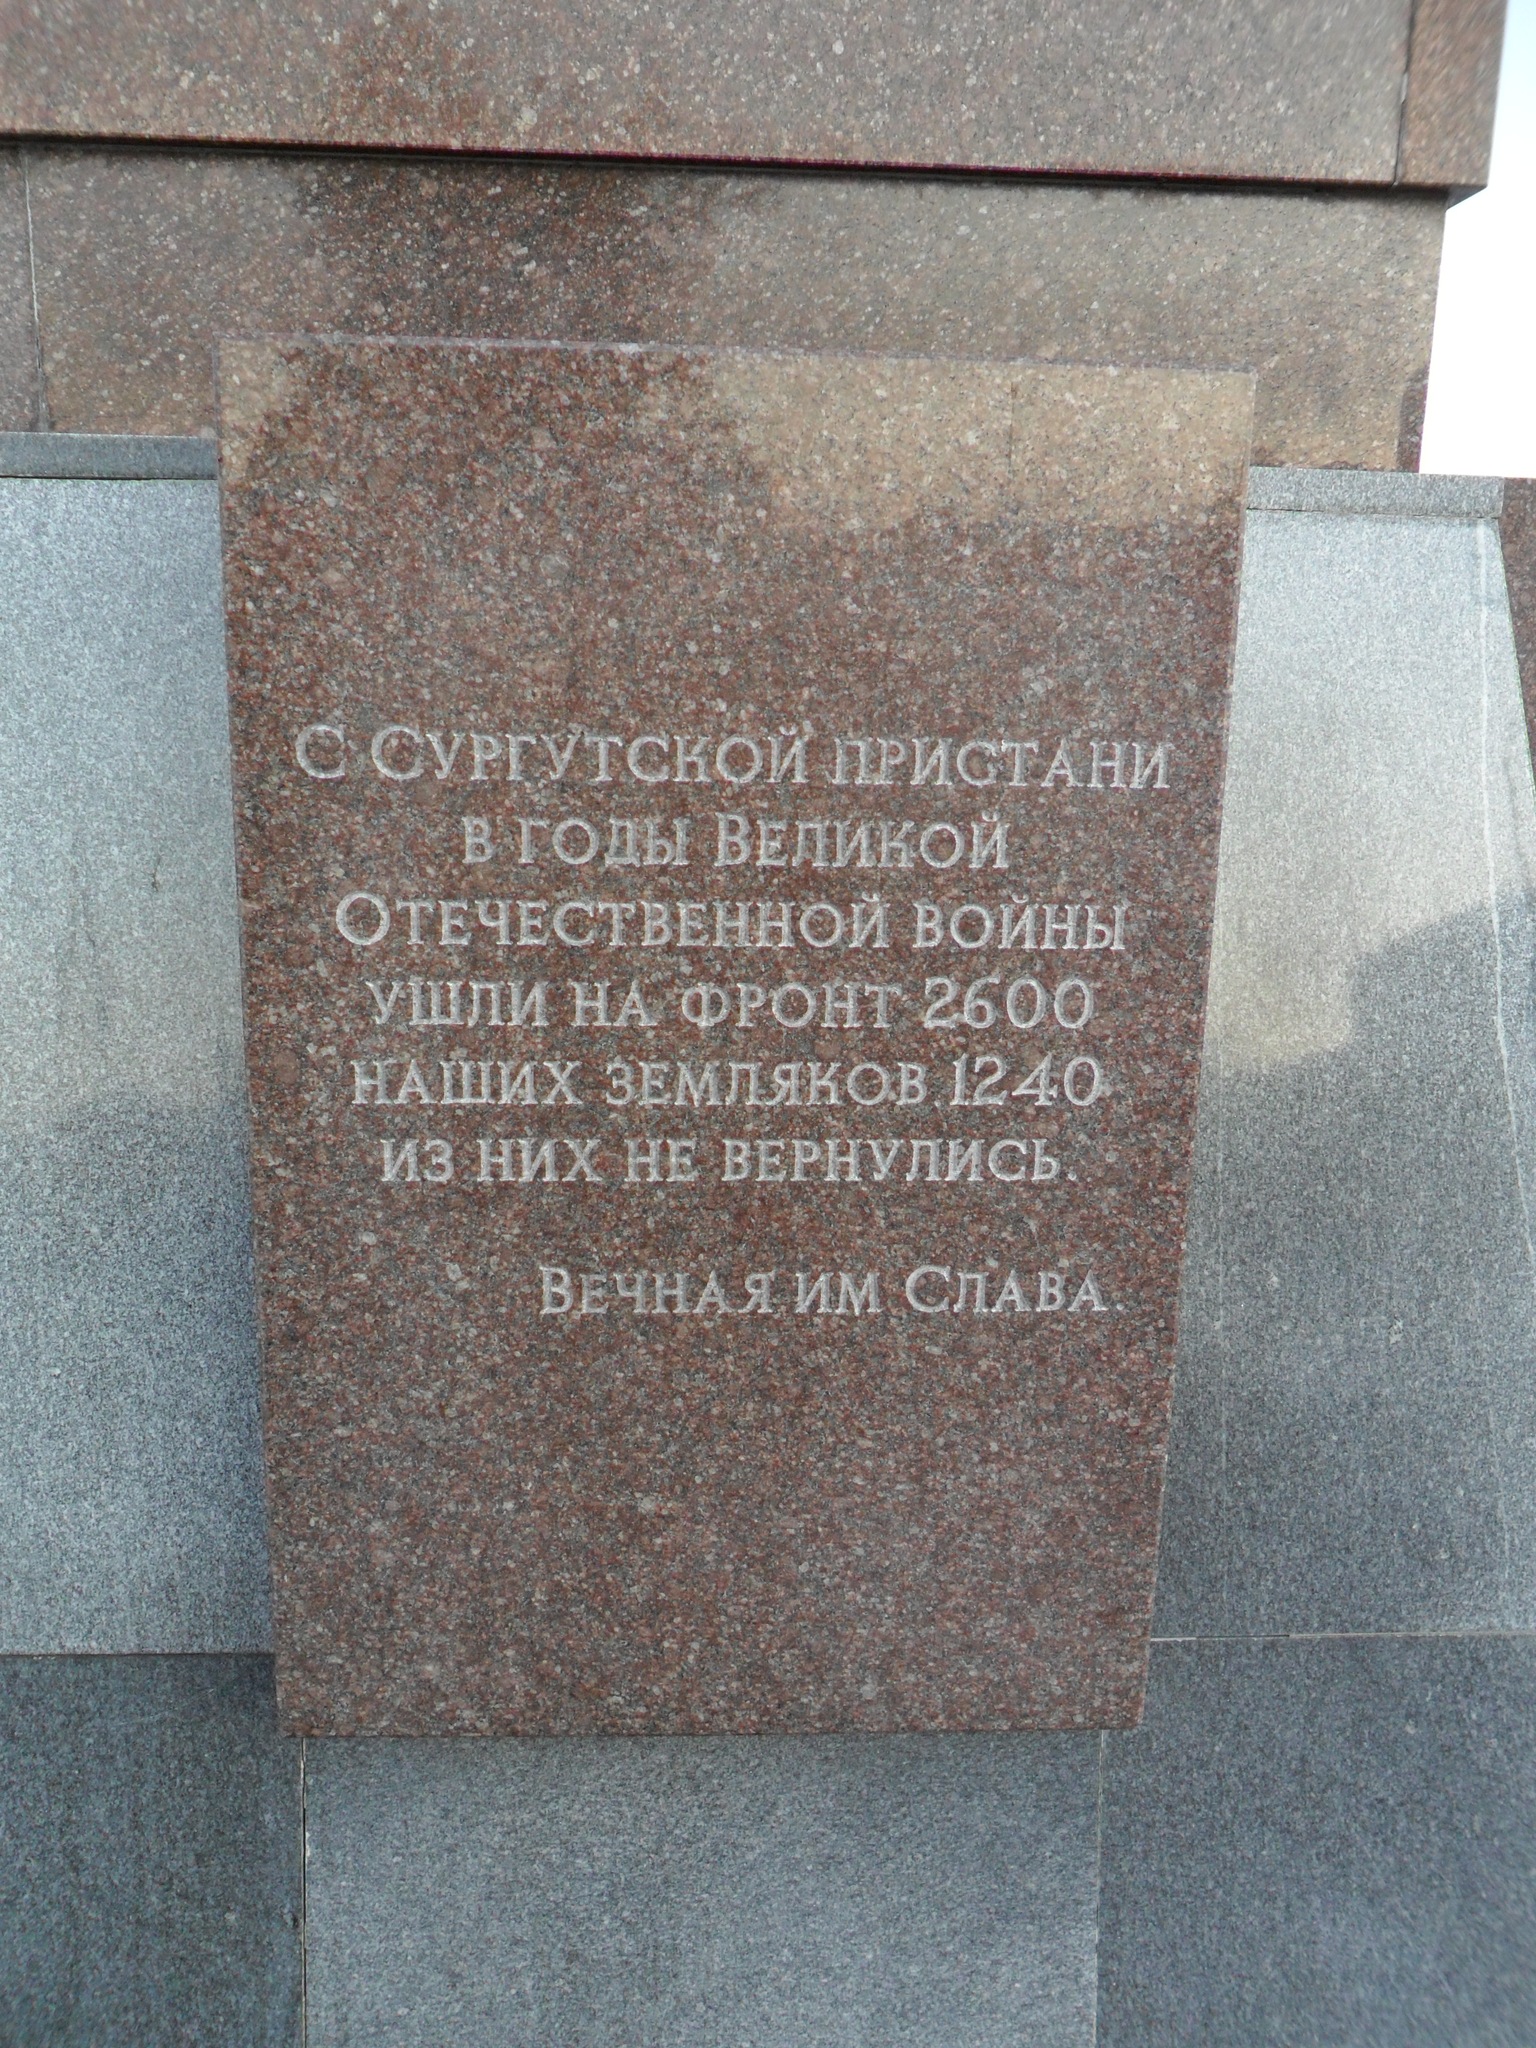 С Сургутской пристани
в годы Великой
Отечественной войны
ушли на фронт 2600
наших земляков 1240
из них не вернулись.
Вечная им Слава.